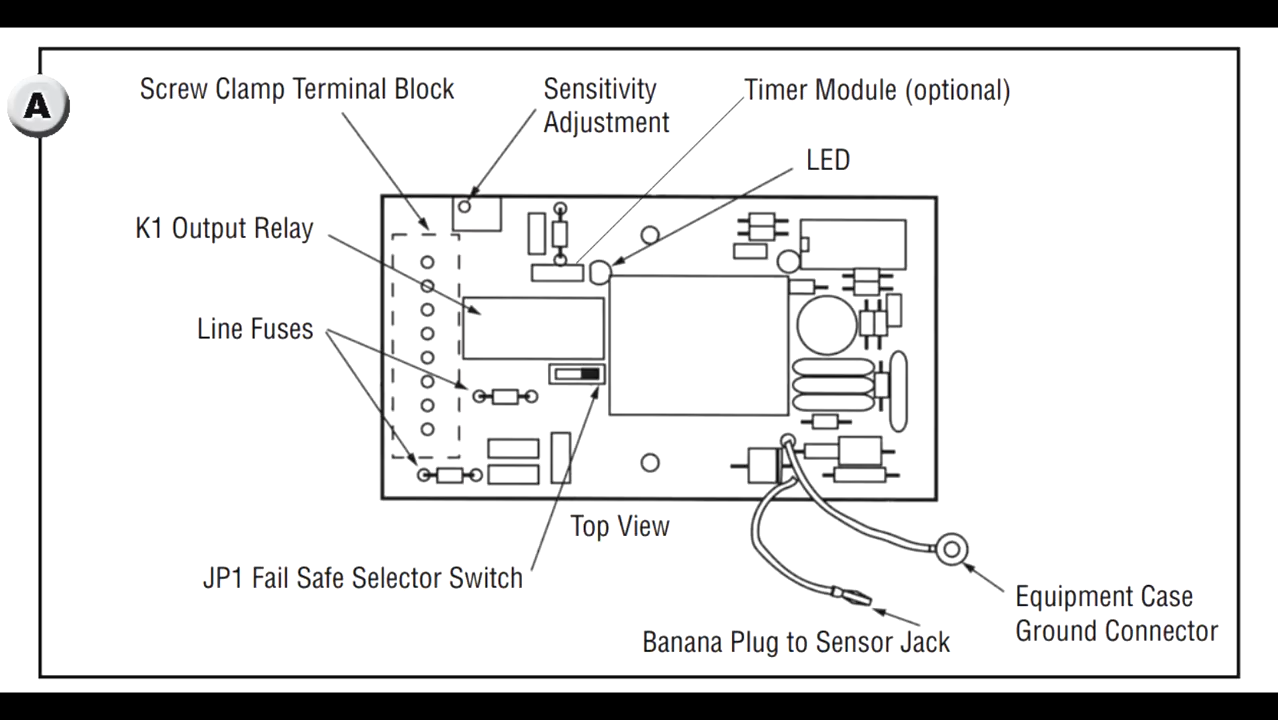 A
Screw Clamp Terminal Block
Sensitivity
Adjustment
Timer Module (optional)
LED
K1 Output Relay
Line Fuses
Top View
JP1 Fail Safe Selector Switch
Equipment Case
Ground Connector
Banana Plug to Sensor Jack